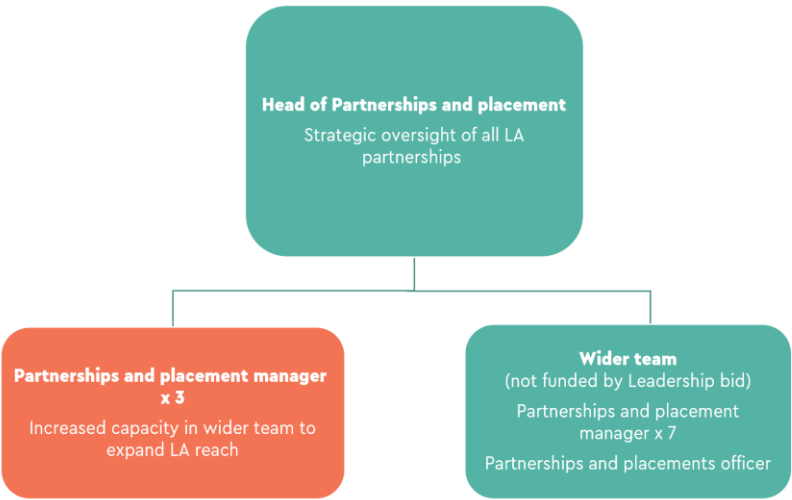 Head of Partnerships and placement
Strategic oversight of all LA
partnerships
Partnerships and placement manager
x 3
Increased capacity in wider team to
expand LA reach
Wider team
(not funded by Leadership bid)
Partnerships and placement
manager x 7
Partnerships and placements officer